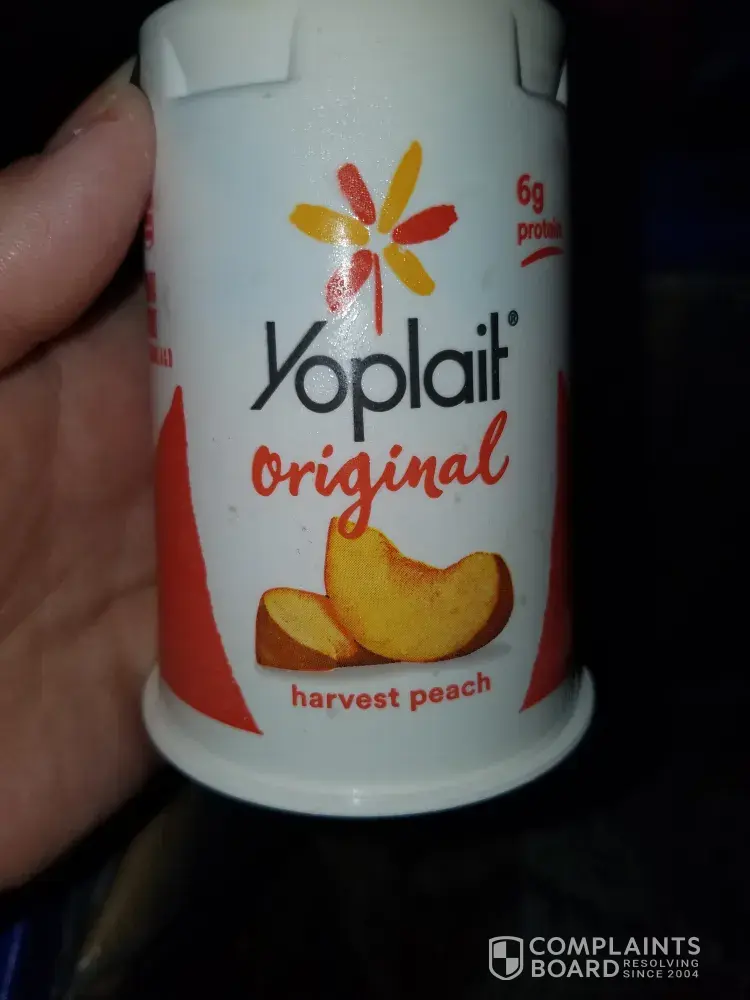 6g
protein
Yoplait®
original
harvest peach
COMPLAINTS
BOARD RESOLVING
SINCE 2004